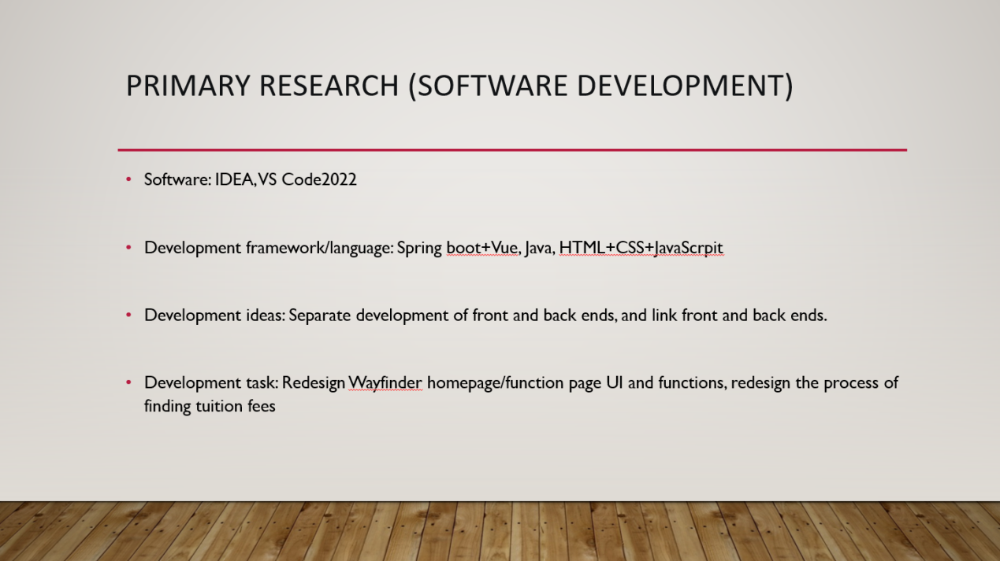 PRIMARY RESEARCH (SOFTWARE DEVELOPMENT)
• Software: IDEA, VS Code2022
• Development framework/language: Spring boot+Vue, Java, HTML+CSS+JavaScrpit
• Development ideas: Separate development of front and back ends, and link front and back ends.
• Development task: Redesign Wayfinder homepage/function page UI and functions, redesign the process of
finding tuition fees